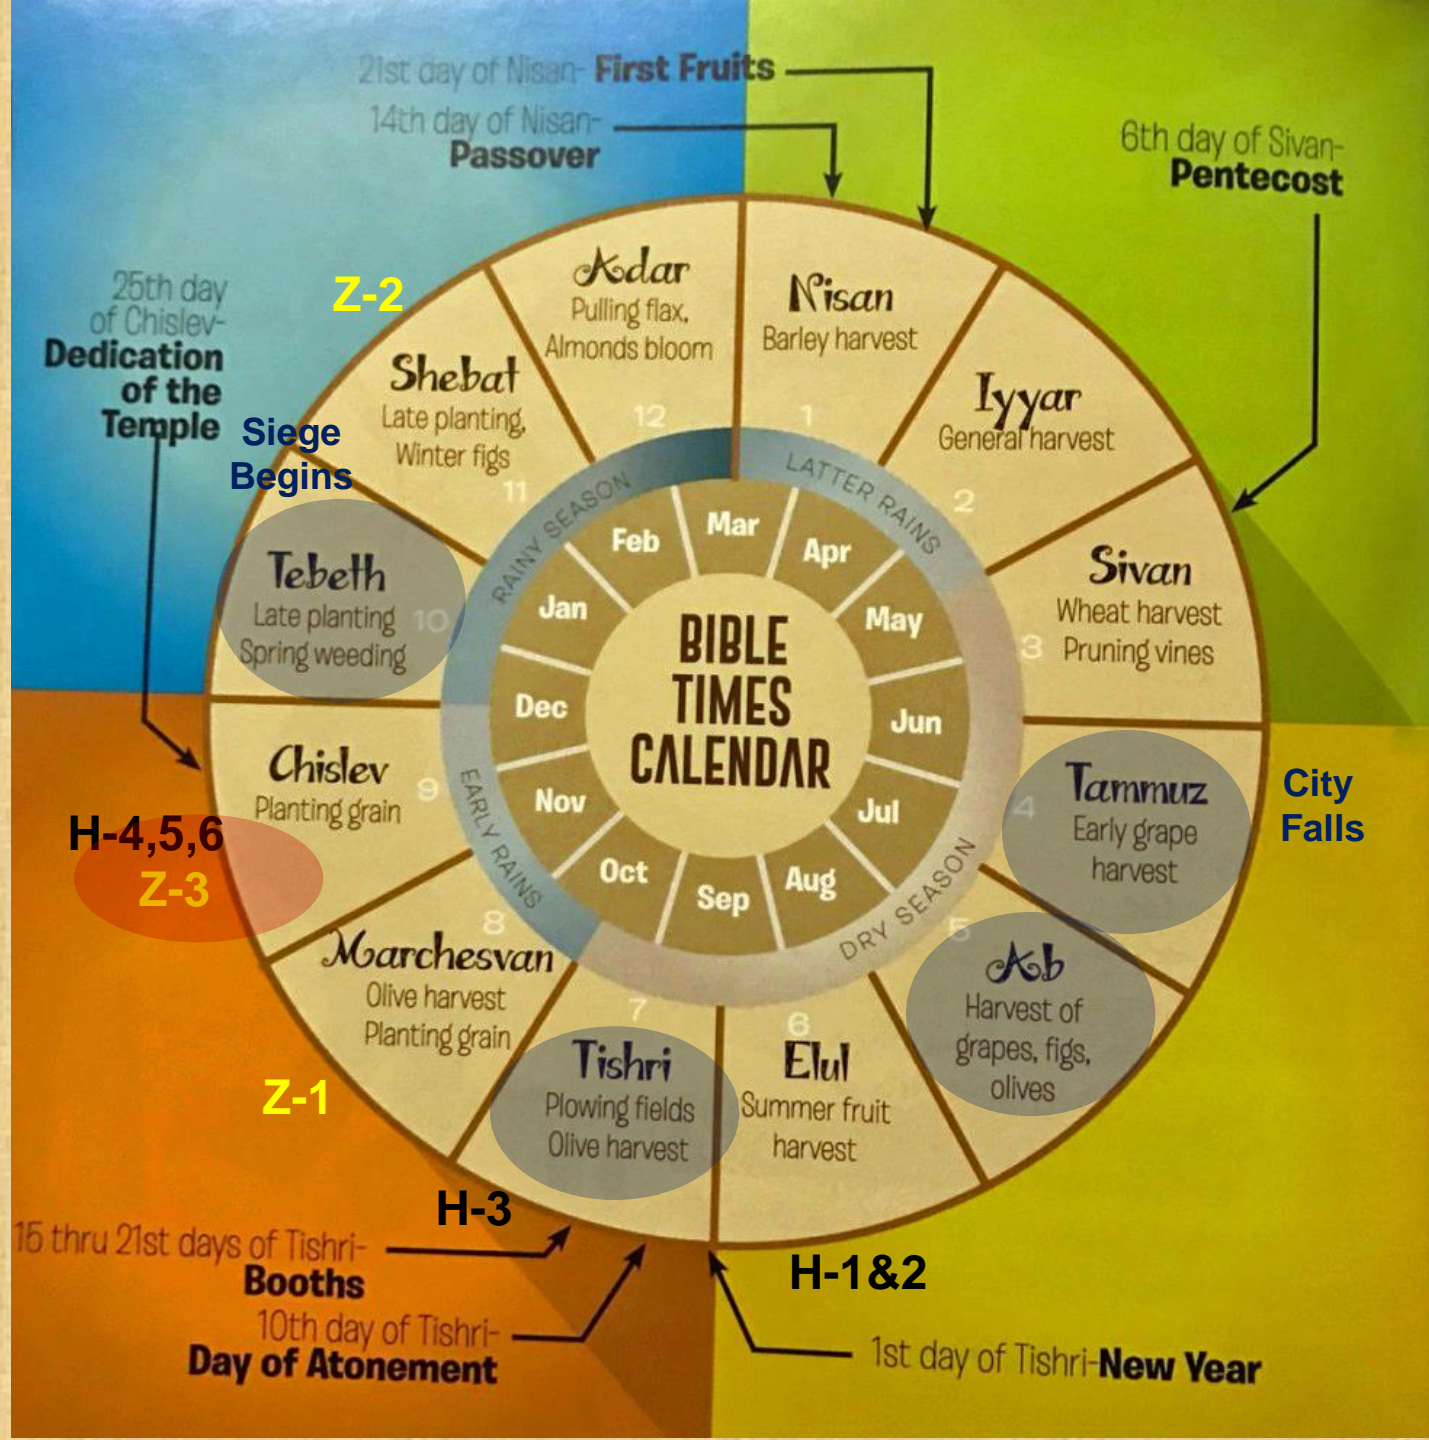 21st day of Nisan- First Fruits
14th day of Nisan-
Passover
6th day of Sivan-
Pentecost
25th day
of Chislev-
Dedication
of the
Temple
Z-2
Siege
Begins
Adar
Pulling flax,
Almonds bloom
12
Nisan
Barley harvest
1
Iyyar
General harvest
2
Sivan
Wheat harvest
Pruning vines
3
Tammuz
Early grape
harvest
4
City
Falls
Ab
Harvest of
grapes, figs,
olives
5
Elul
Summer fruit
harvest
6
Tishri
Plowing fields
Olive harvest
7
Marchesvan
Olive harvest
Planting grain
8
Chislev
Planting grain
9
Tebeth
Late planting
Spring weeding
10
Shebat
Late planting,
Winter figs
11
LATTER RAINS
DRY SEASON
EARLY RAINS
RAINY SEASON
Mar
Apr
May
Jun
Jul
Aug
Sep
Oct
Nov
Dec
Jan
Feb
BIBLE
TIMES
CALENDAR
H-4,5,6
Z-3
Z-1
H-3
H-1&2
15 thru 21st days of Tishri-
Booths
10th day of Tishri-
Day of Atonement
1st day of Tishri-New Year